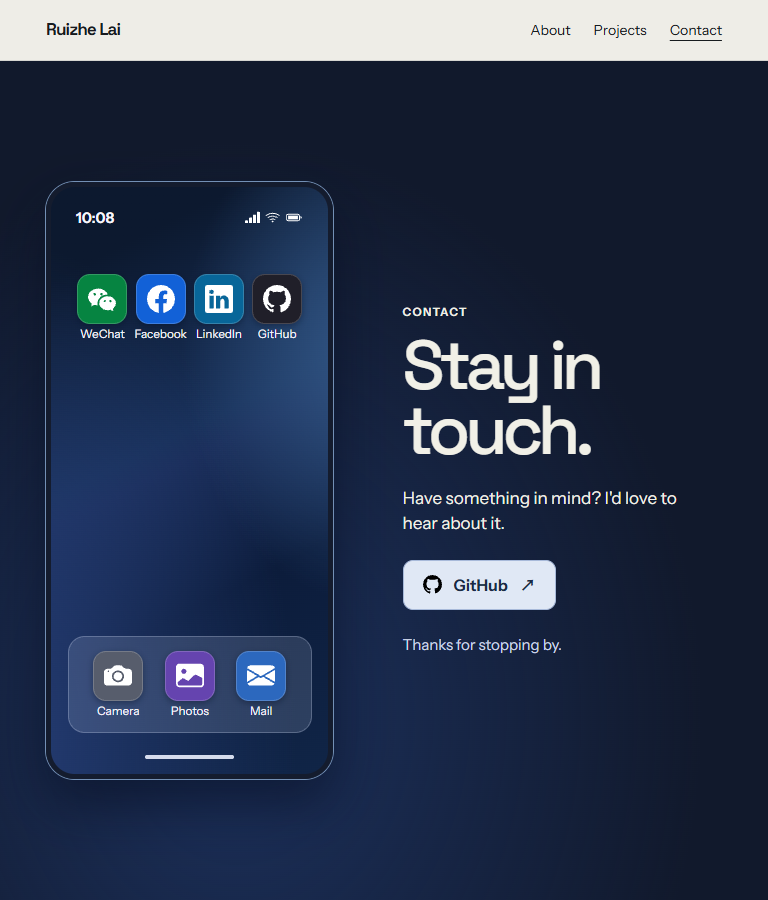 Ruizhe Lai
About Projects Contact
10:08
WeChat Facebook LinkedIn GitHub
Camera Photos Mail
CONTACT
Stay in
touch.
Have something in mind? I'd love to
hear about it.
GitHub ↗
Thanks for stopping by.